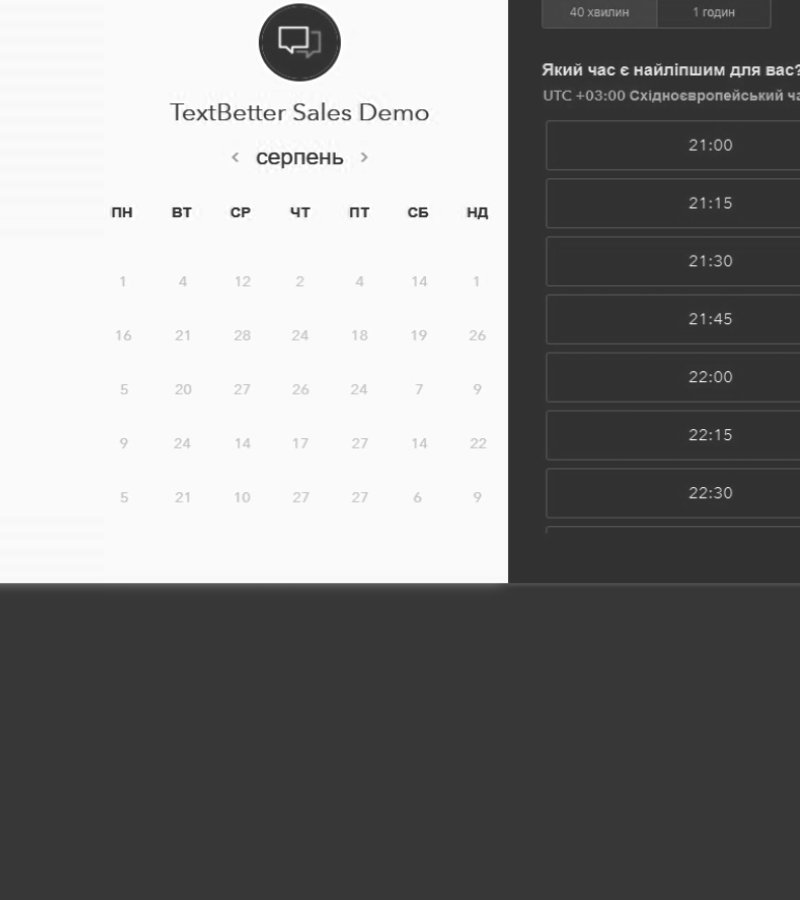 TextBetter Sales Demo
серпень
ПН ВТ СР ЧТ ПТ СБ НД
1 4 12 2 4 14 1
16 21 28 24 18 19 26
5 20 27 26 24 7 9
9 24 14 17 27 14 22
5 21 10 27 27 6 9
40 хвилин 1 годин
Який час є найліпшим для вас?
UTC +03:00 Східноєвропейський
21:00
21:15
21:30
21:45
22:00
22:15
22:30